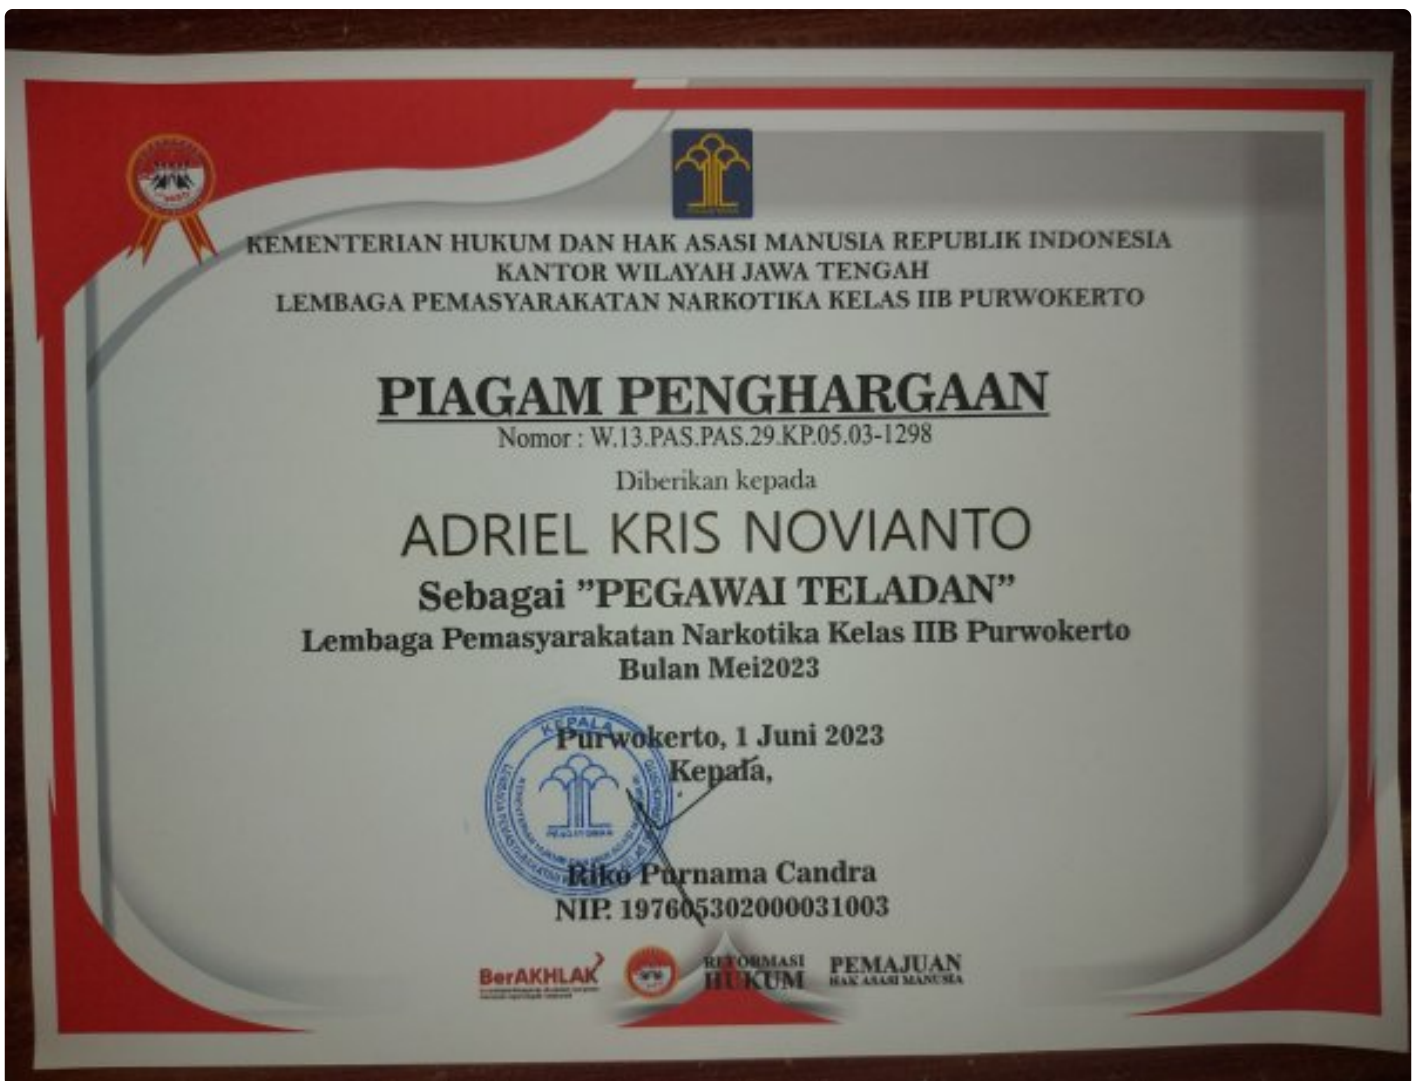 KEMENTERIAN HUKUM DAN HAK ASASI MANUSIA REPUBLIK INDONESIA
KANTOR WILAYAH JAWA TENGAH
LEMBAGA PEMASYARAKATAN NARKOTIKA KELAS IIB PURWOKERTO
PIAGAM PENGHARGAAN
Nomor : W.13.PAS.PAS.29.KP.05.03-1298
Diberikan kepada
ADRIEL KRIS NOVIANTO
Sebagai ”PEGAWAI TELADAN”
Lembaga Pemasyarakatan Narkotika Kelas IIB Purwokerto
Bulan Mei2023
Purwokerto, 1 Juni 2023
Kepala,
KEPALA
PENGAYOMAN
Riko Purnama Candra
NIP. 197605302000031003
BerAKHLAK
REFORMASI
HUKUM
PEMAJUAN
HAK ASASI MANUSIA